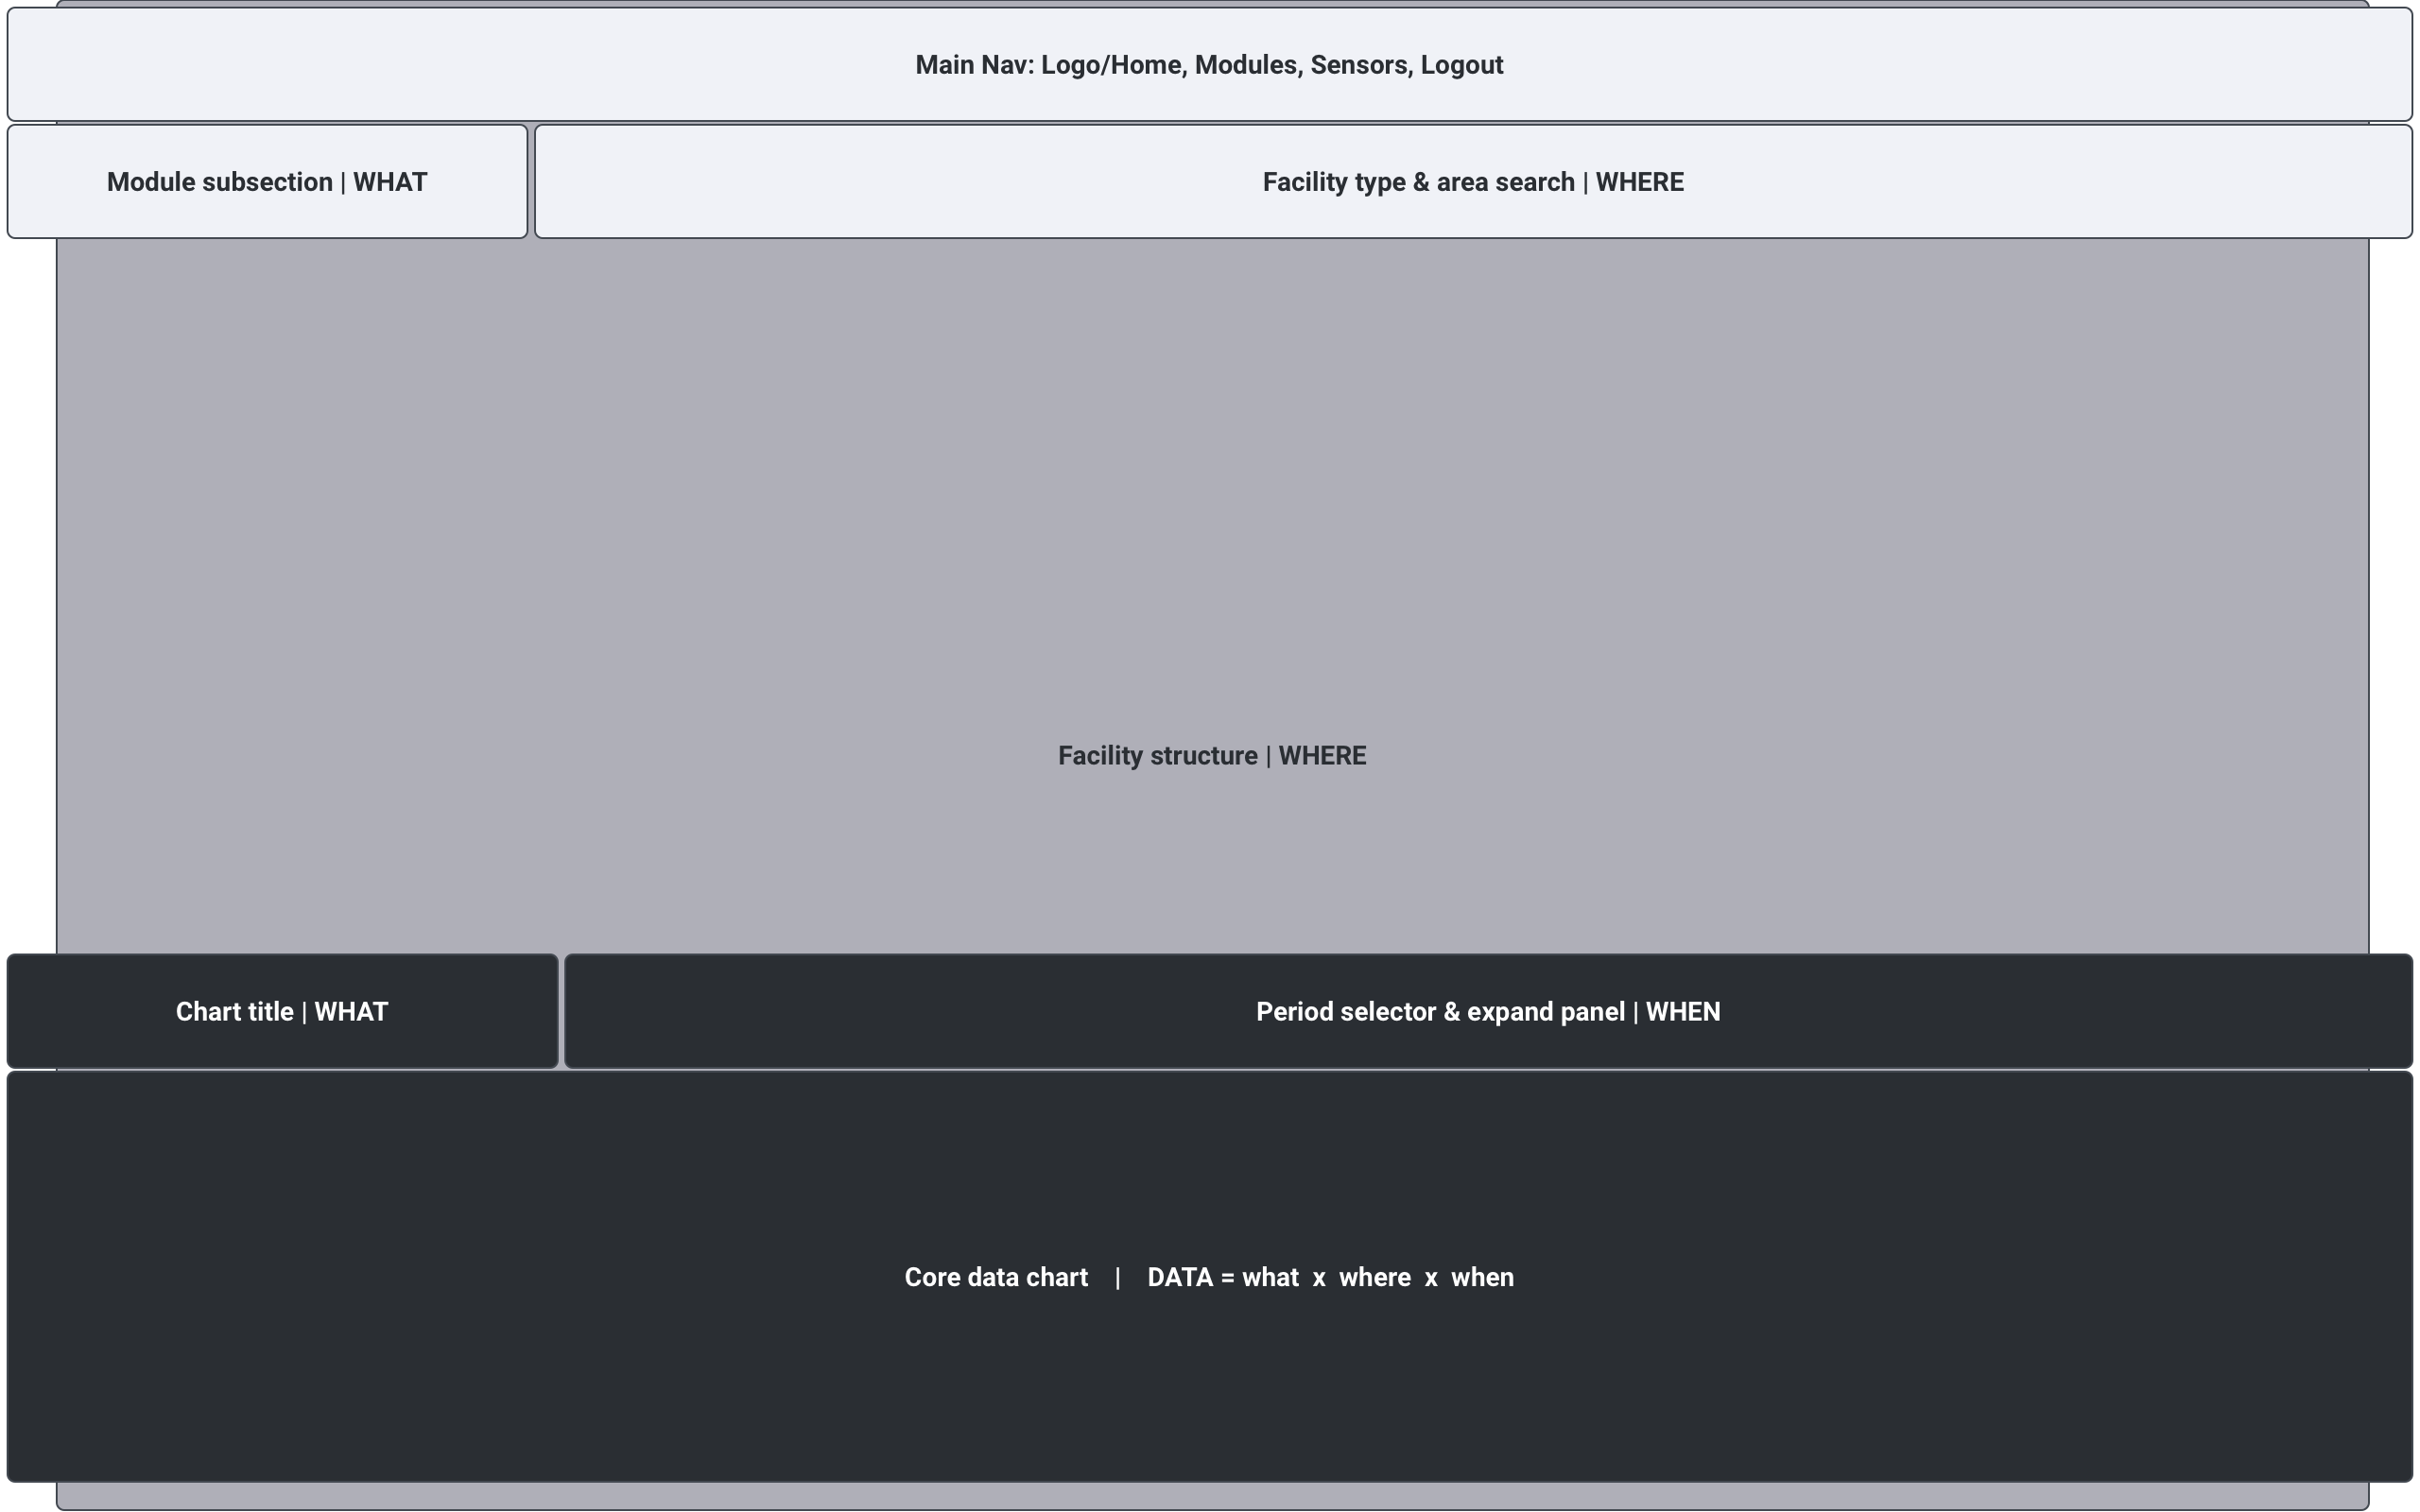 Main Nav: Logo/Home, Modules, Sensors, Logout
Module subsection | WHAT
Facility type & area search | WHERE
Facility structure | WHERE
Chart title | WHAT
Period selector & expand panel | WHEN
Core data chart | DATA = what x where x when